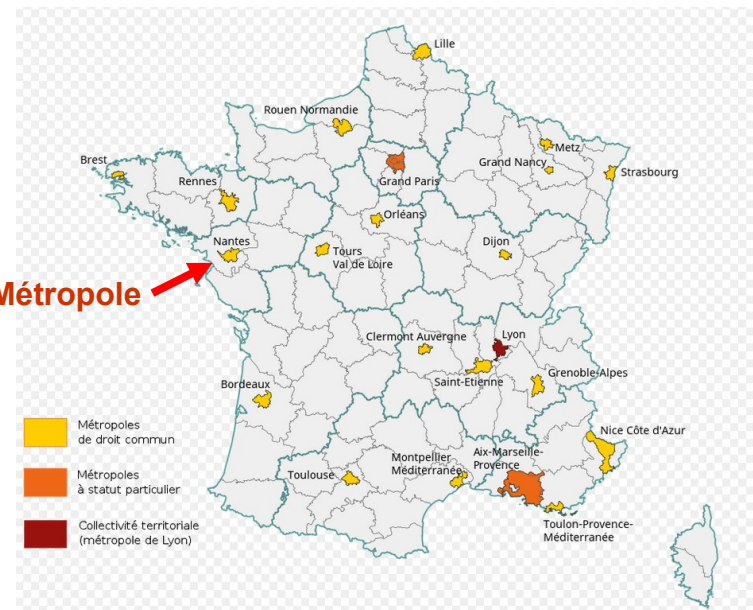 Lille
Rouen Normandie
Metz
Grand Nancy
Strasbourg
Brest
Rennes
Grand Paris
Orléans
Nantes
Tours
Val de Loire
Dijon
Métropole
Clermont Auvergne
Lyon
Saint-Etienne
Grenoble-Alpes
Bordeaux
Nice Côte d'Azur
Montpellier
Méditerranée
Aix-Marseille-
Provence
Toulouse
Toulon-Provence-
Méditerranée
Métropoles
de droit commun
Métropoles
à statut particulier
Collectivité territoriale
(métropole de Lyon)